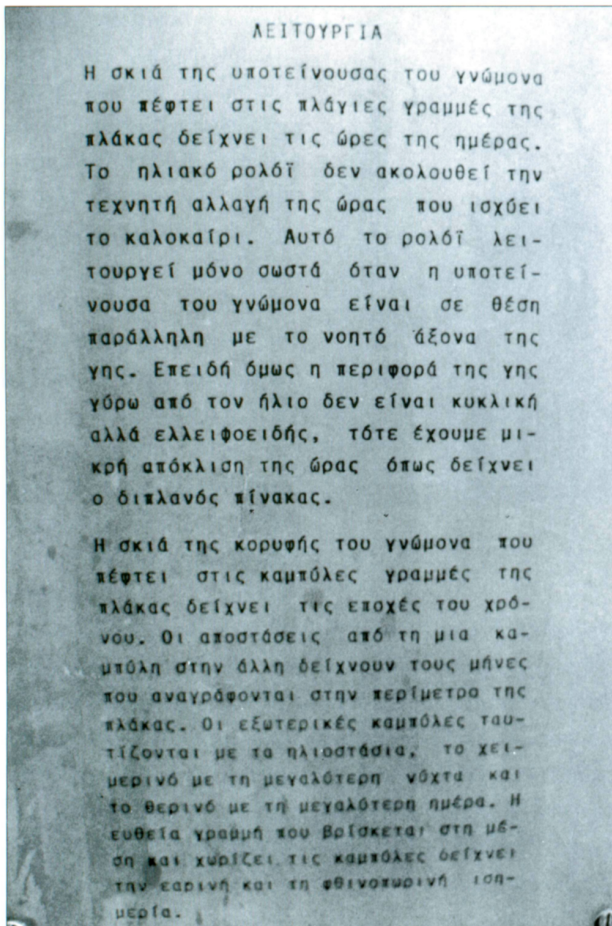 ΛΕΙΤΟΥΡΓΙΑ
Η σκιά της υποτείνουσας του γνώμονα
που πέφτει στις πλάγιες γραμμές της
πλάκας δείχνει τις ώρες της ημέρας.
Το ηλιακό ρολόϊ δεν ακολουθεί την
τεχνητή αλλαγή της ώρας που ισχύει
το καλοκαίρι. Αυτό το ρολόϊ λει-
τουργεί μόνο σωστά όταν η υποτεί-
νουσα του γνώμονα είναι σε θέση
παράλληλη με το νοητό άξονα της
γης. Επειδή όμως η περιφορά της γης
γύρω από τον ήλιο δεν είναι κυκλική
αλλά ελλειφοειδής, τότε έχουμε μι-
κρή απόκλιση της ώρας όπως δείχνει
ο διπλανός πίνακας.
Η σκιά της κορυφής του γνώμονα που
πέφτει στις καμπύλες γραμμές της
πλάκας δείχνει τις εποχές του χρό-
νου. Οι αποστάσεις από τη μια κα-
μπύλη στην άλλη δείχνουν τους μήνες
που αναγράφονται στην περίμετρο της
πλάκας. Οι εξωτερικές καμπύλες ταυ-
τίζονται με τα ηλιοστάσια, το χει-
μερινό με τη μεγαλύτερη νύχτα και
το θερινό με τη μεγαλύτερη ημέρα. Η
ευθεία γραμμή που βρίσκεται στη μέ-
ση και χωρίζει τις καμπύλες δείχνει
την εαρινή και τη φθινοπωρινή ιση-
μερία.